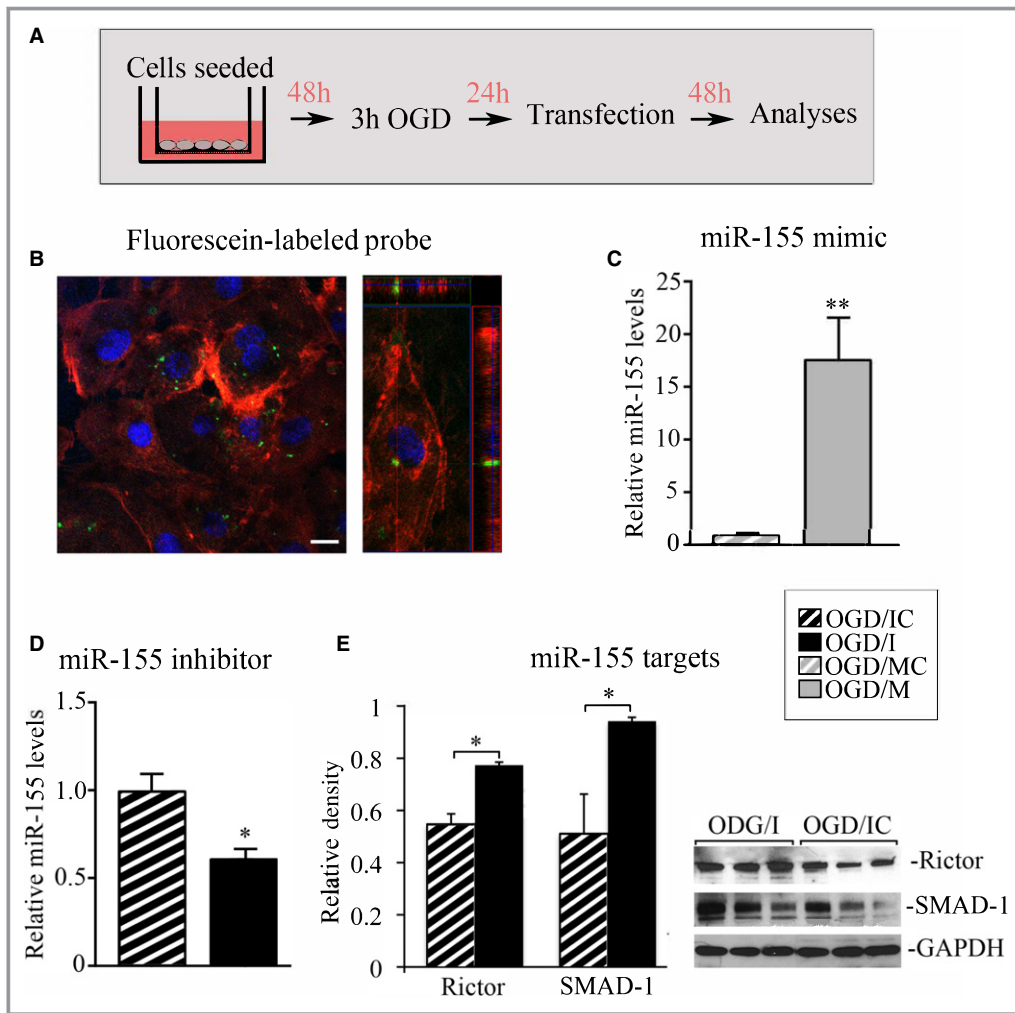 A
Cells seeded
48h
3h OGD
24h
Transfection
48h
Analyses
B
Fluorescein-labeled probe
C
miR-155 mimic
Relative miR-155 levels
25
20
15
10
5
0
**
OGD/IC
OGD/I
OGD/MC
OGD/M
D
miR-155 inhibitor
Relative miR-155 levels
1.5
1.0
0.5
0
*
E
miR-155 targets
Relative density
1
0.8
0.6
0.4
0.2
0
*
*
Rictor
SMAD-1
ODG/I OGD/IC
-Rictor
-SMAD-1
-GAPDH